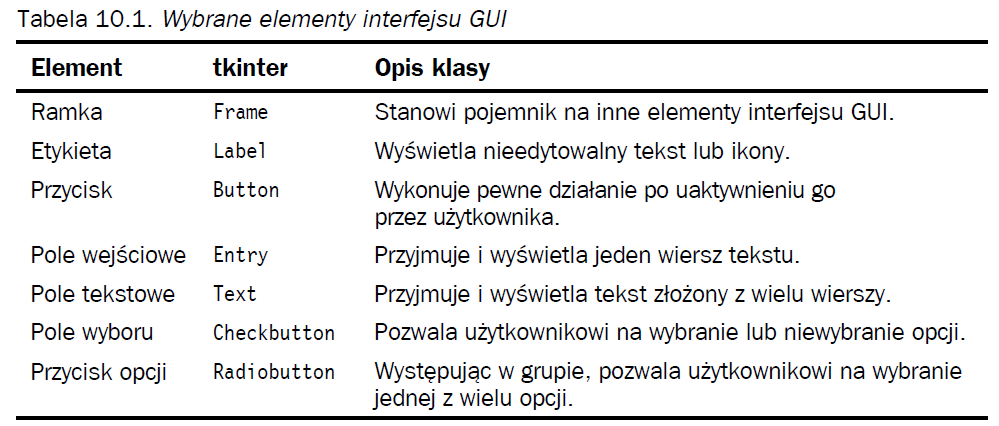 Tabela 10.1. Wybrane elementy interfejsu GUI
Element tkinter Opis klasy
Ramka Frame Stanowi pojemnik na inne elementy interfejsu GUI.
Etykieta Label Wyświetla nieedytowalny tekst lub ikony.
Przycisk Button Wykonuje pewne działanie po uaktywnieniu go
przez użytkownika.
Pole wejściowe Entry Przyjmuje i wyświetla jeden wiersz tekstu.
Pole tekstowe Text Przyjmuje i wyświetla tekst złożony z wielu wierszy.
Pole wyboru Checkbutton Pozwala użytkownikowi na wybranie lub niewybranie opcji.
Przycisk opcji Radiobutton Występując w grupie, pozwala użytkownikowi na wybranie
jednej z wielu opcji.